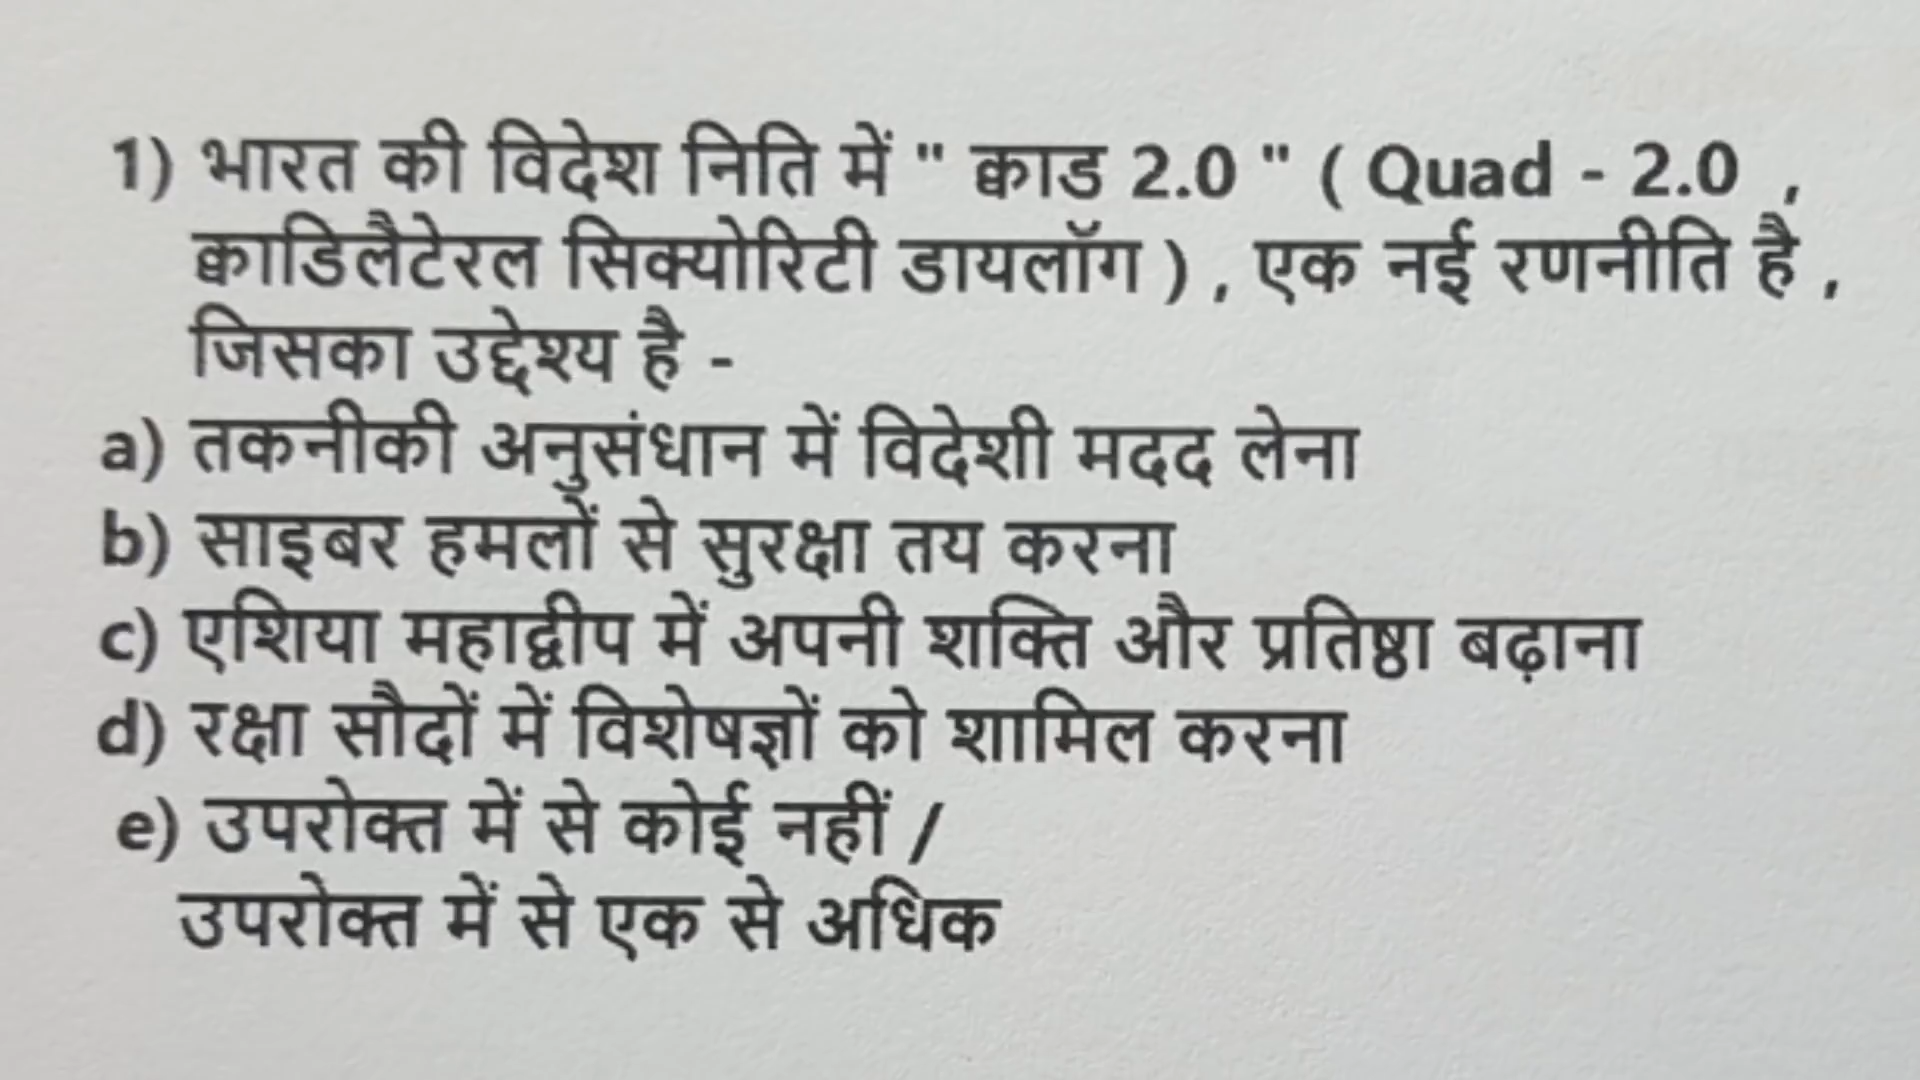 1) भारत की विदेश निति में " क्वाड 2.0 " ( Quad - 2.0 ,
क्वाडिलैटेरल सिक्योरिटी डायलॉग ) , एक नई रणनीति है ,
जिसका उद्देश्य है -
a) तकनीकी अनुसंधान में विदेशी मदद लेना
b) साइबर हमलों से सुरक्षा तय करना
c) एशिया महाद्वीप में अपनी शक्ति और प्रतिष्ठा बढ़ाना
d) रक्षा सौदों में विशेषज्ञों को शामिल करना
e) उपरोक्त में से कोई नहीं /
उपरोक्त में से एक से अधिक